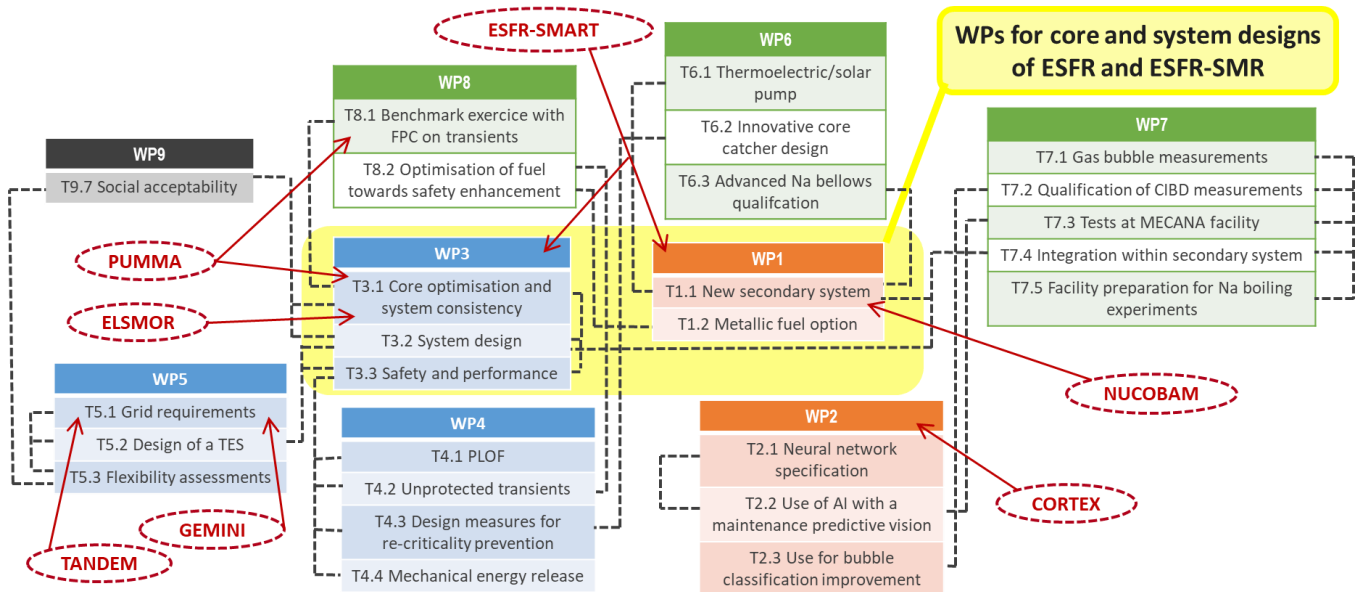 ESFR-SMART
WPs for core and system designs
of ESFR and ESFR-SMR
WP6
T6.1 Thermoelectric/solar
pump
T6.2 Innovative core
catcher design
T6.3 Advanced Na bellows
qualifcation
WP8
T8.1 Benchmark exercice with
FPC on transients
T8.2 Optimisation of fuel
towards safety enhancement
WP9
T9.7 Social acceptability
WP7
T7.1 Gas bubble measurements
T7.2 Qualification of CIBD measurements
T7.3 Tests at MECANA facility
T7.4 Integration within secondary system
T7.5 Facility preparation for Na boiling
experiments
PUMMA
ELSMOR
WP3
T3.1 Core optimisation and
system consistency
T3.2 System design
T3.3 Safety and performance
WP1
T1.1 New secondary system
T1.2 Metallic fuel option
NUCOBAM
WP5
T5.1 Grid requirements
T5.2 Design of a TES
T5.3 Flexibility assessments
WP4
T4.1 PLOF
T4.2 Unprotected transients
T4.3 Design measures for
re-criticality prevention
T4.4 Mechanical energy release
WP2
T2.1 Neural network
specification
T2.2 Use of AI with a
maintenance predictive vision
T2.3 Use for bubble
classification improvement
CORTEX
GEMINI
TANDEM